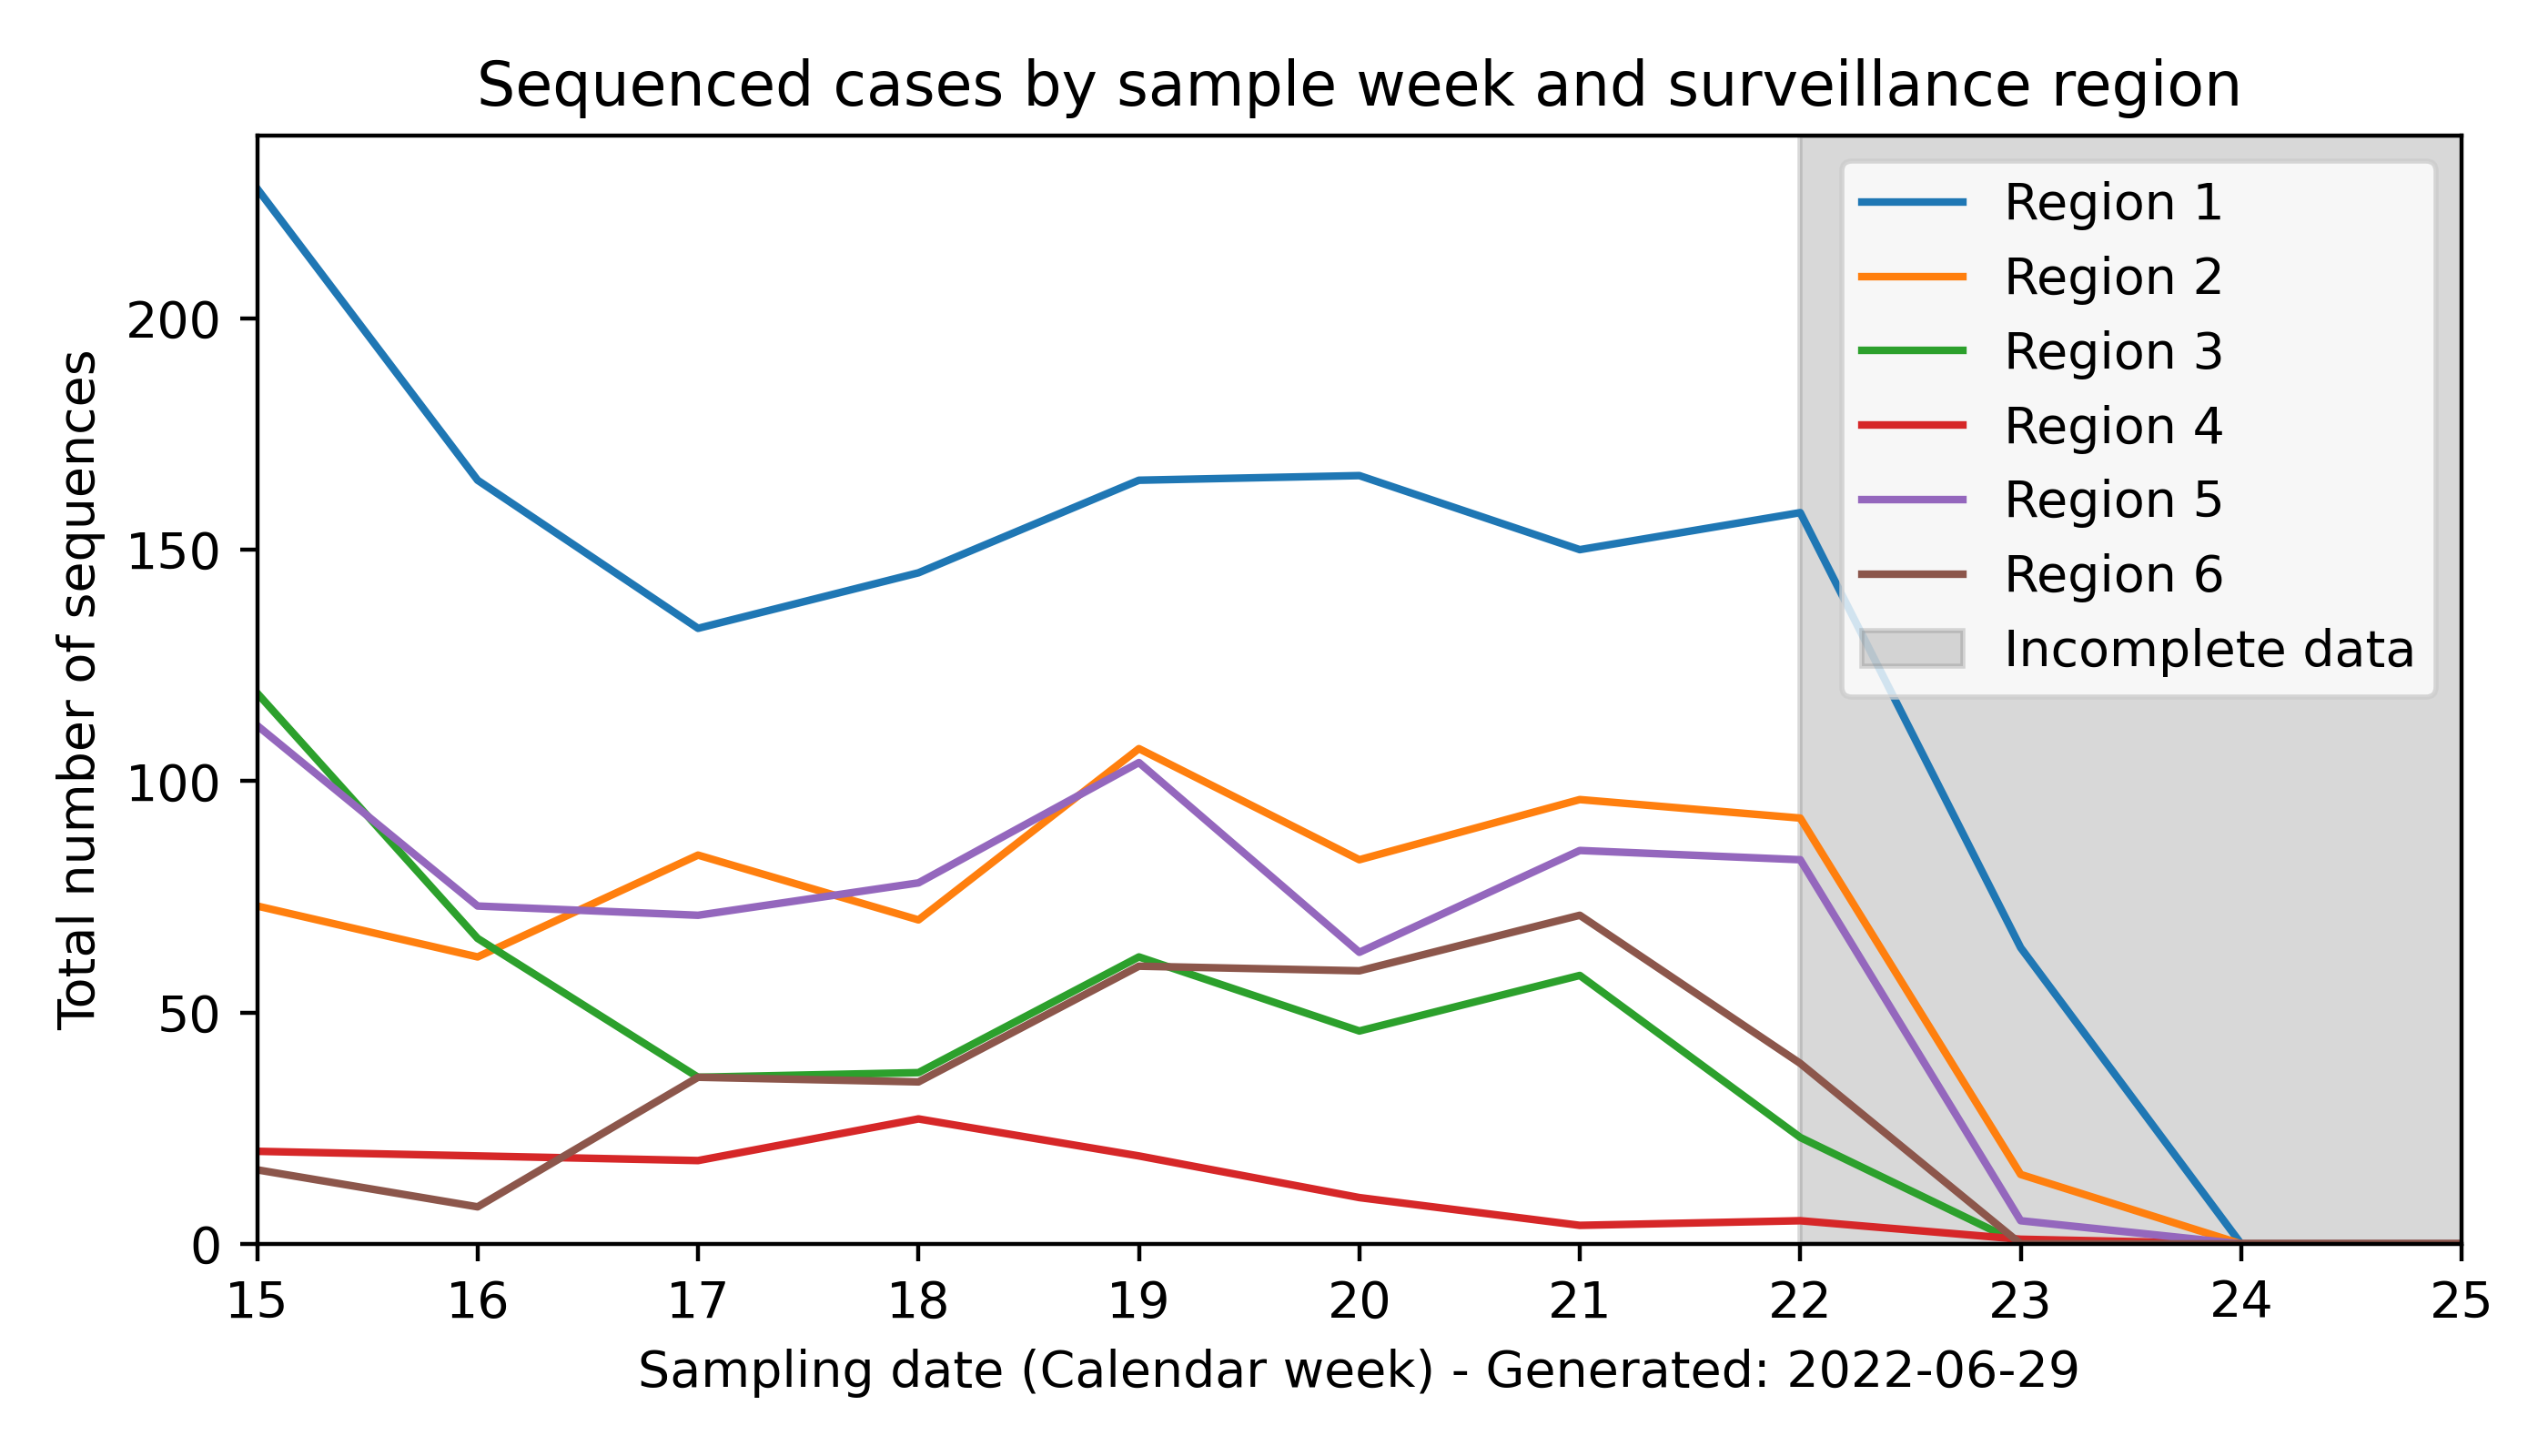 Sequenced cases by sample week and surveillance region
Total number of sequences
200
150
100
50
0
15 16 17 18 19 20 21 22 23 24 25
Sampling date (Calendar week) - Generated: 2022-06-29
Region 1
Region 2
Region 3
Region 4
Region 5
Region 6
Incomplete data